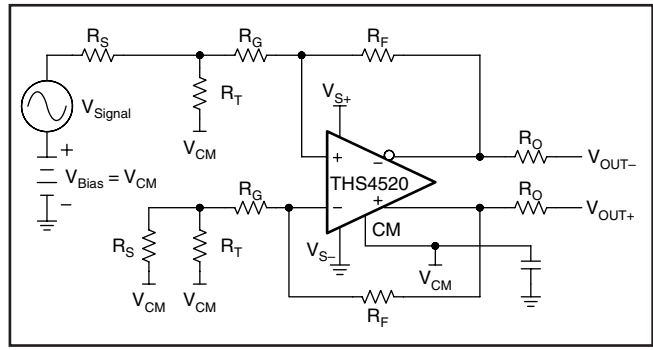 RS
RG
RF
VSignal
RT
VS+
VCM
+
VBias = VCM
−
+
−
THS4520
−
+
RO
VOUT−
RO
VOUT+
RG
RS
RT
VS−
CM
VCM
VCM
VCM
RF